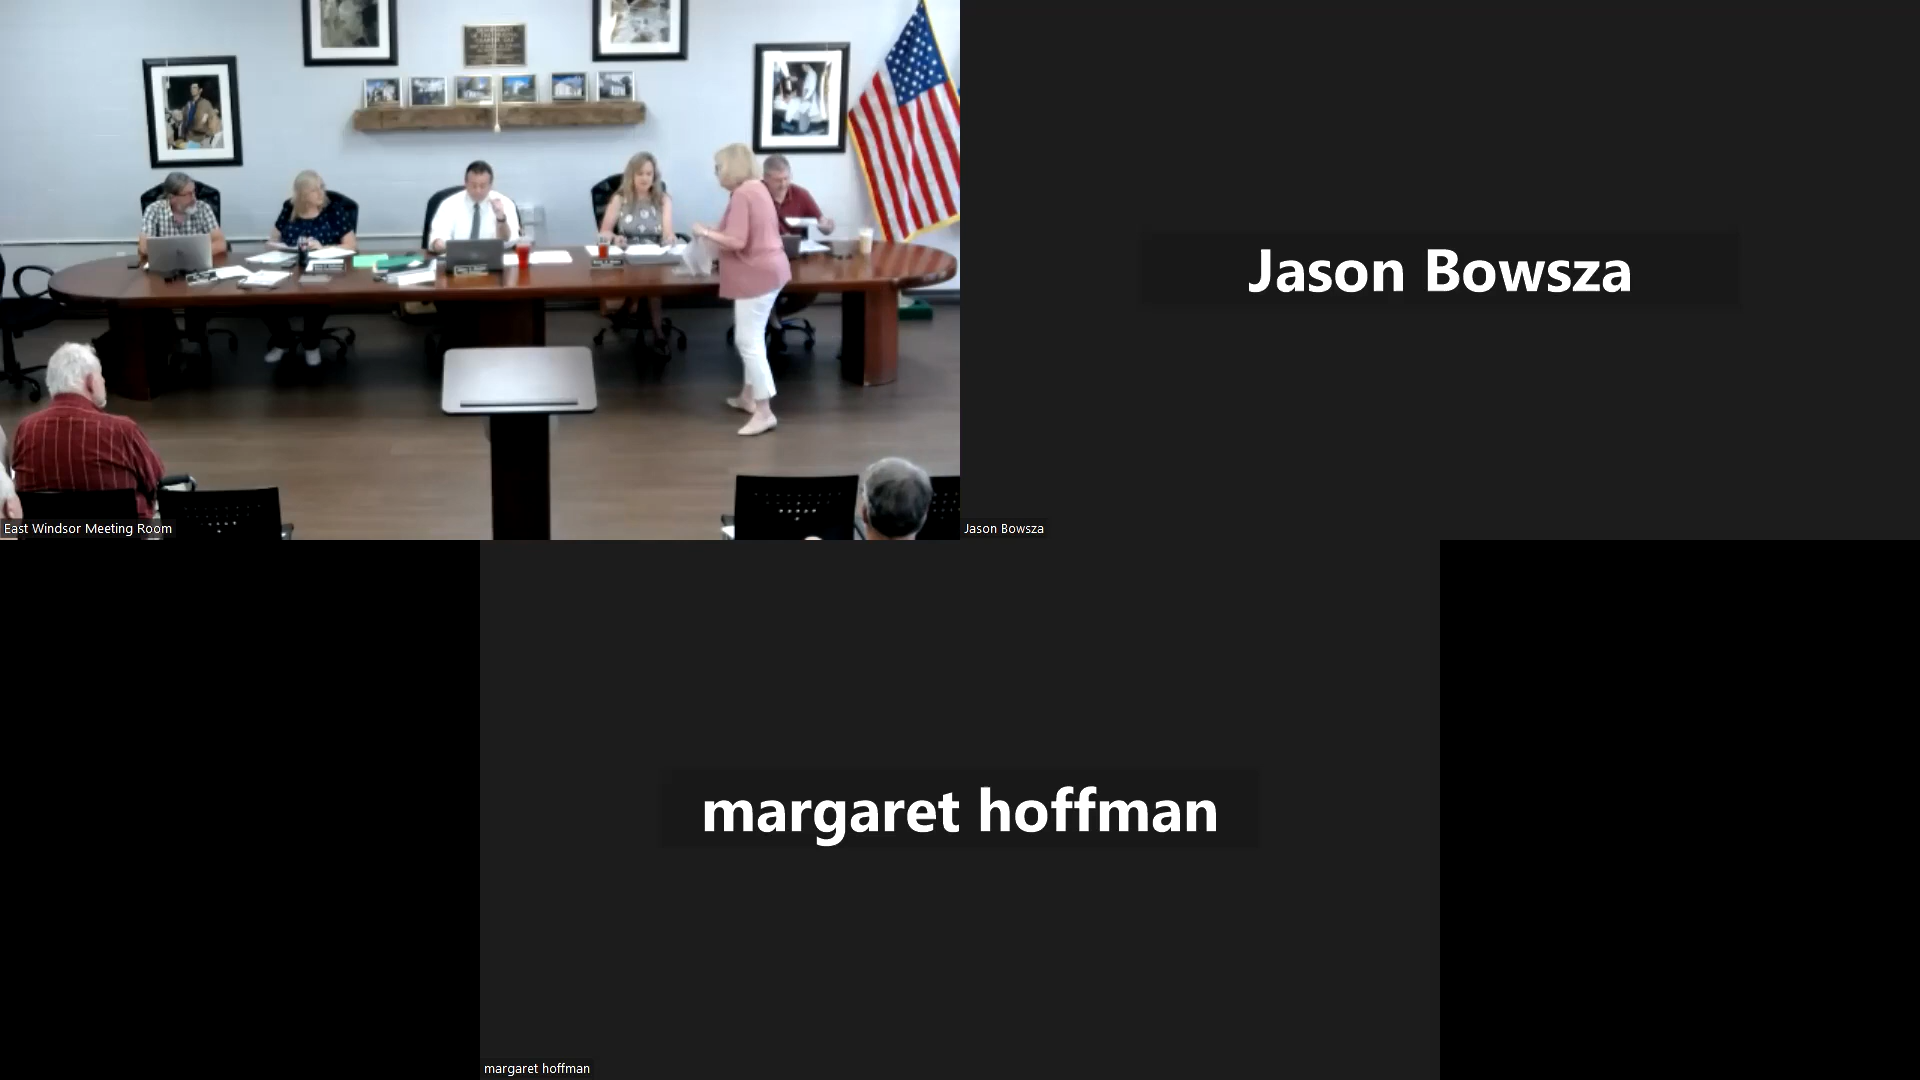 East Windsor Meeting Room
Jason Bowsza
Jason Bowsza
margaret hoffman
margaret hoffman